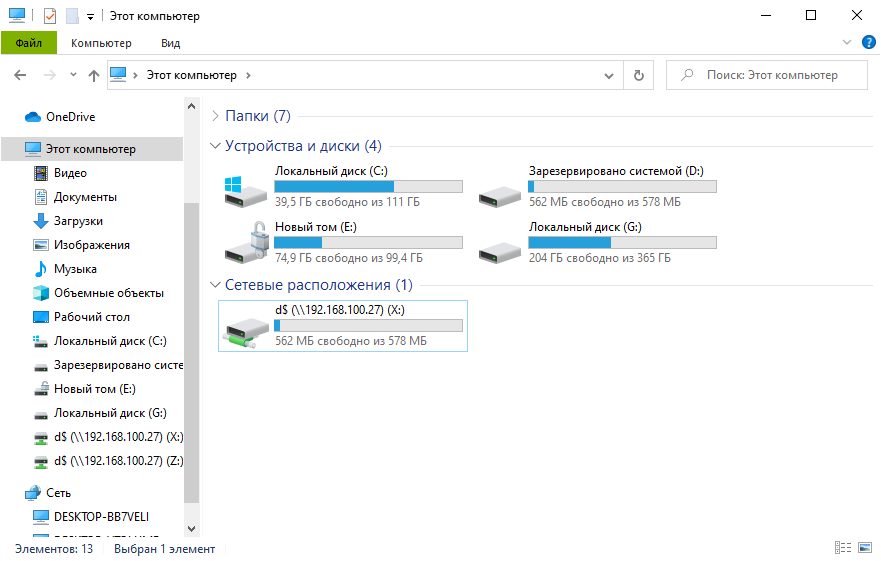 Этот компьютер
Файл Компьютер Вид
Этот компьютер
Поиск: Этот компьютер
OneDrive
Этот компьютер
Видео
Документы
Загрузки
Изображения
Музыка
Объемные объекты
Рабочий стол
Локальный диск (C:)
Зарезервировано систе
Новый том (E:)
Локальный диск (G:)
d$ (\\192.168.100.27) (X:)
d$ (\\192.168.100.27) (Z:)
Сеть
DESKTOP-BB7VELI
Папки (7)
Устройства и диски (4)
Локальный диск (C:)
39,5 ГБ свободно из 111 ГБ
Зарезервировано системой (D:)
562 МБ свободно из 578 МБ
Новый том (E:)
74,9 ГБ свободно из 99,4 ГБ
Локальный диск (G:)
204 ГБ свободно из 365 ГБ
Сетевые расположения (1)
d$ (\\192.168.100.27) (X:)
562 МБ свободно из 578 МБ
Элементов: 13 Выбран 1 элемент